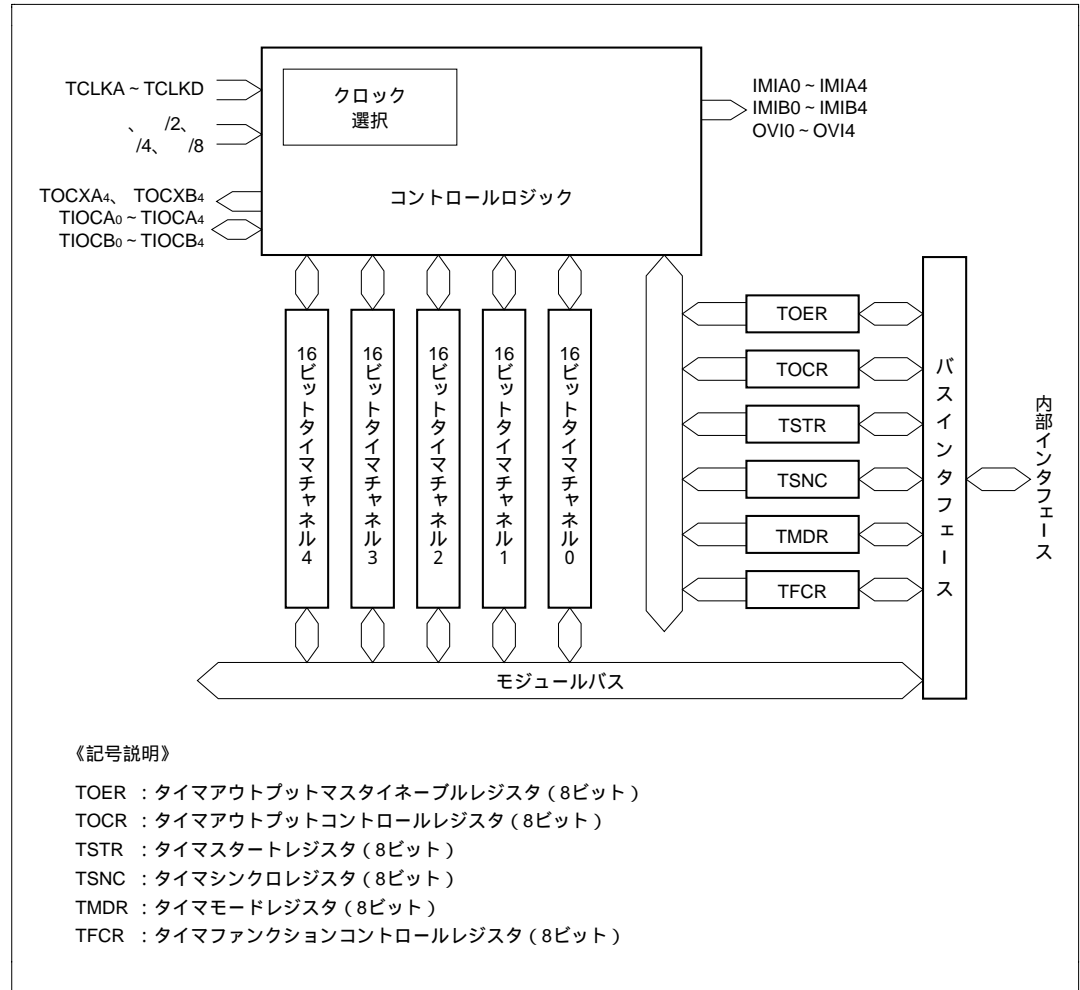 TCLKA ~ TCLKD
、 /2、
/4、 /8
TOCXA4、 TOCXB4
TIOCA0 ~ TIOCA4
TIOCB0 ~ TIOCB4
クロック
選択
コントロールロジック
IMIA0 ~ IMIA4
IMIB0 ~ IMIB4
OVI0 ~ OVI4
16ビットタイマチャネル4
16ビットタイマチャネル3
16ビットタイマチャネル2
16ビットタイマチャネル1
16ビットタイマチャネル0
TOER
TOCR
TSTR
TSNC
TMDR
TFCR
バスインタフェース
内部インタフェース
モジュールバス
《記号説明》
TOER :タイマアウトプットマスタイネーブルレジスタ(8ビット)
TOCR :タイマアウトプットコントロールレジスタ(8ビット)
TSTR :タイマスタートレジスタ(8ビット)
TSNC :タイマシンクロレジスタ(8ビット)
TMDR :タイマモードレジスタ(8ビット)
TFCR :タイマファンクションコントロールレジスタ(8ビット)